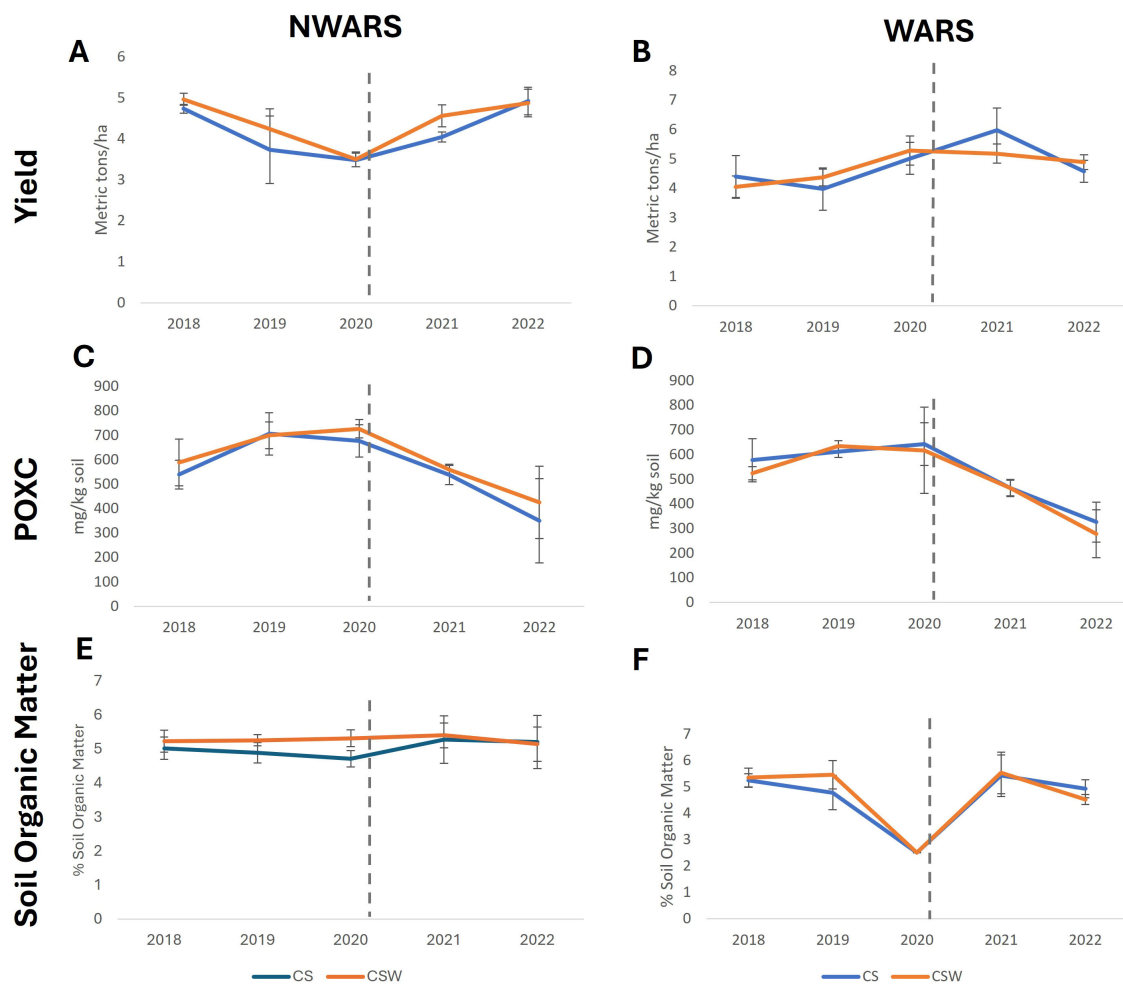 NWARS
WARS
A
B
Yield
Metric tons/ha
6
5
4
3
2
1
0
2018 2019 2020 2021 2022
Metric tons/ha
8
7
6
5
4
3
2
1
0
2018 2019 2020 2021 2022
C
D
POXC
mg/kg soil
900
800
700
600
500
400
300
200
100
0
2018 2019 2020 2021 2022
mg/kg soil
900
800
700
600
500
400
300
200
100
0
2018 2019 2020 2021 2022
E
F
Soil Organic Matter
% Soil Organic Matter
7
6
5
4
3
2
1
0
2018 2019 2020 2021 2022
CS CSW
% Soil Organic Matter
7
6
5
4
3
2
1
0
2018 2019 2020 2021 2022
CS CSW